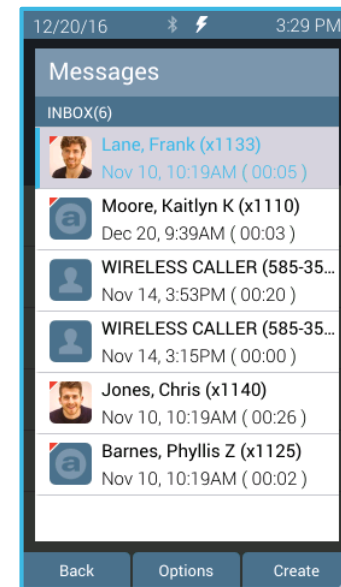 12/20/16 3:29 PM
Messages
INBOX(6)
Lane, Frank (x1133)
Nov 10, 10:19AM ( 00:05 )
Moore, Kaitlyn K (x1110)
Dec 20, 9:39AM ( 00:03 )
WIRELESS CALLER (585-35...
Nov 14, 3:53PM ( 00:20 )
WIRELESS CALLER (585-35...
Nov 14, 3:15PM ( 00:00 )
Jones, Chris (x1140)
Nov 10, 10:19AM ( 00:26 )
Barnes, Phyllis Z (x1125)
Nov 10, 10:19AM ( 00:02 )
Back Options Create